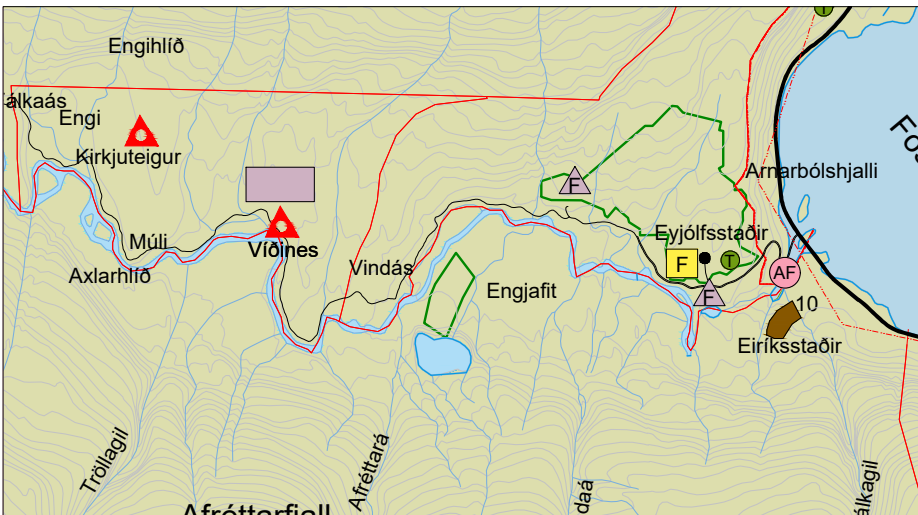 T
Engihlíð
álkaás
Engi
Kirkjuteigur
Fos
Arnarbólshjalli
F
Múli
Víðines
Eyjólfsstaðir
F
T
AF
Axlarhlíð
Vindás
Engjafit
F
10
Eiríksstaðir
Tröllagil
Afréttará
daá
álkagil
Afréttarfjall